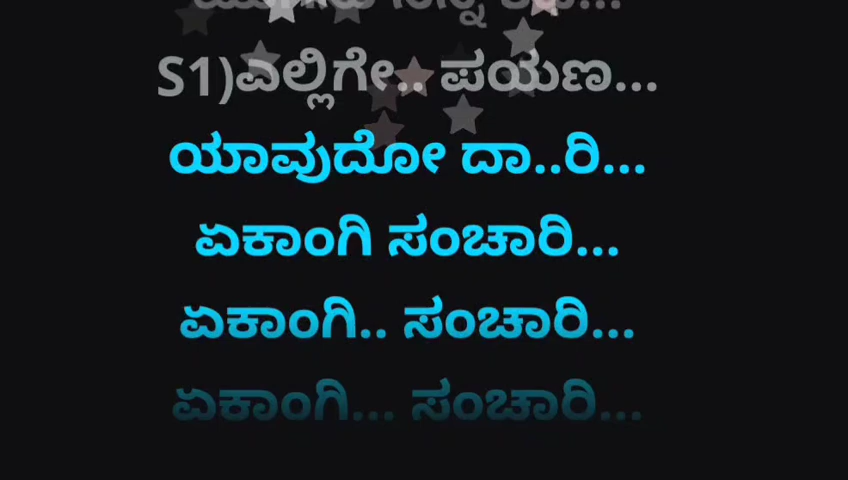 S1)ಎಲ್ಲಿಗೇ.. ಪಯಣ...
ಯಾವುದೋ ದಾ..ರಿ...
ಏಕಾಂಗಿ ಸಂಚಾರಿ...
ಏಕಾಂಗಿ.. ಸಂಚಾರಿ...
ಏಕಾಂಗಿ... ಸಂಚಾರಿ...